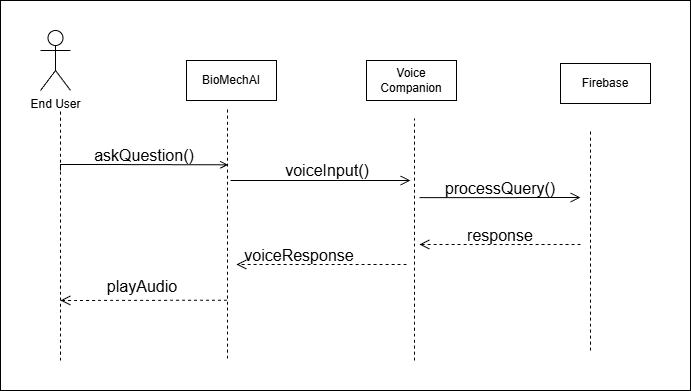 End User
BioMechAI
Voice
Companion
Firebase
askQuestion()
voiceInput()
processQuery()
response
voiceResponse
playAudio